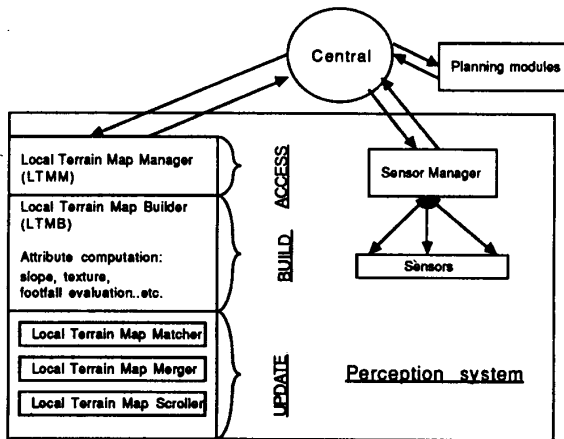 Central
Planning modules
Local Terrain Map Manager
(LTMM)
ACCESS
Sensor Manager
Local Terrain Map Builder
(LTMB)
Attribute computation:
slope, texture,
footfall evaluation..etc.
BUILD
Sensors
Local Terrain Map Matcher
Local Terrain Map Merger
Local Terrain Map Scroller
UPDATE
Perception system